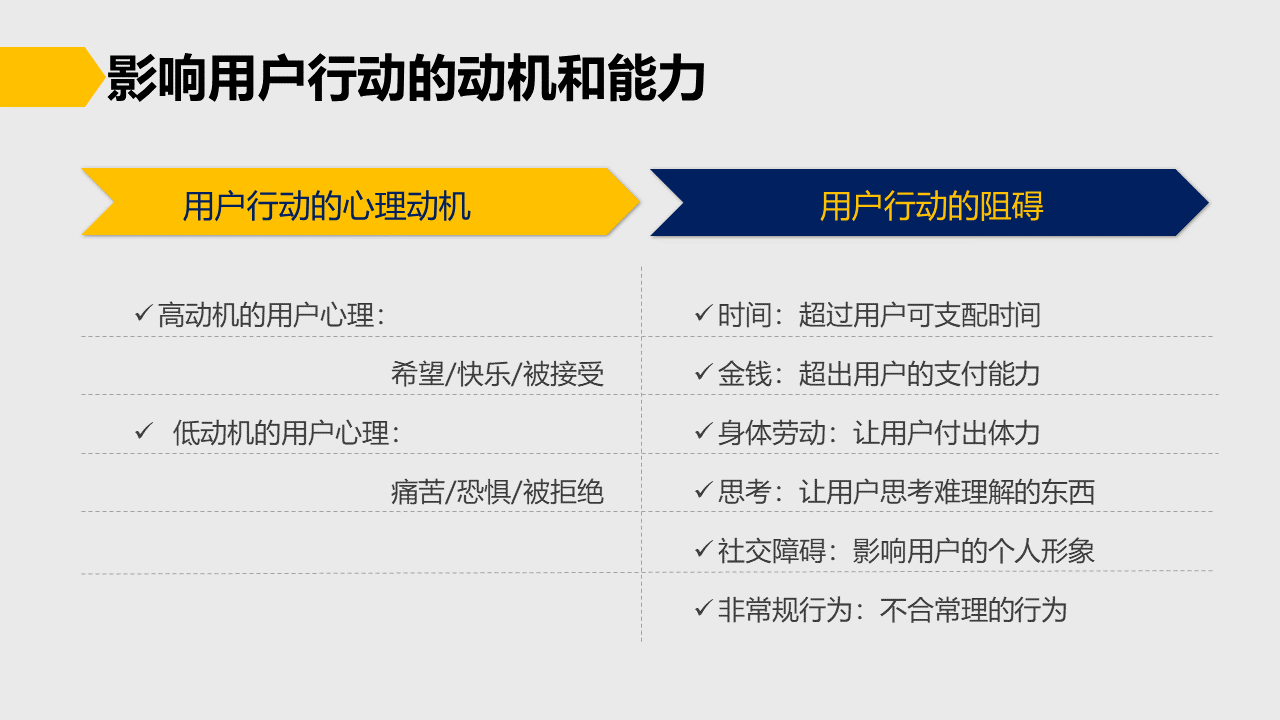 影响用户行动的动机和能力
用户行动的心理动机
✓高动机的用户心理：
希望/快乐/被接受
✓ 低动机的用户心理：
痛苦/恐惧/被拒绝
用户行动的阻碍
✓时间：超过用户可支配时间
✓金钱：超出用户的支付能力
✓身体劳动：让用户付出体力
✓思考：让用户思考难理解的东西
✓社交障碍：影响用户的个人形象
✓非常规行为：不合常理的行为